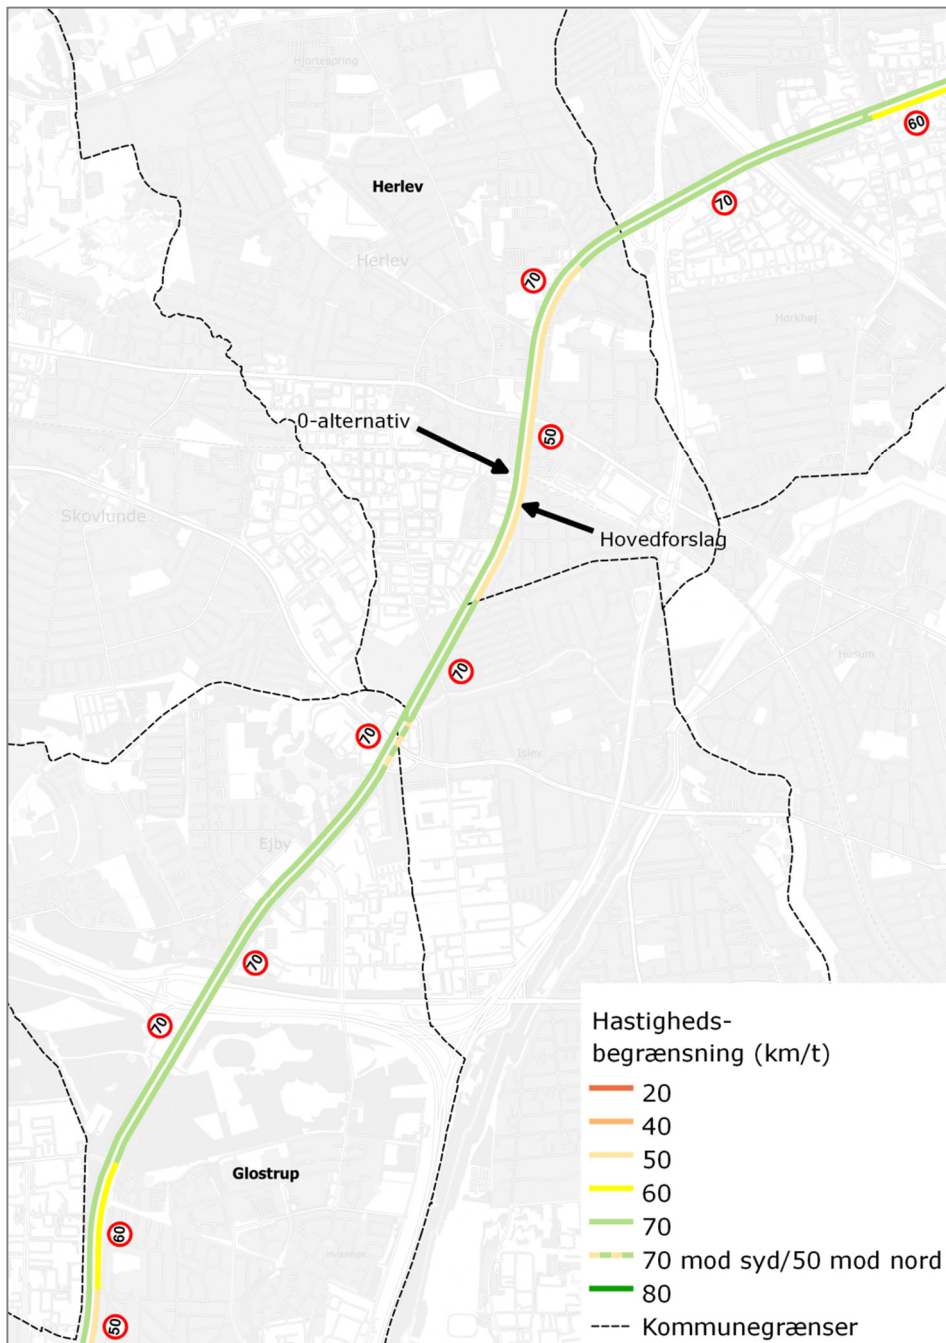 Hjortespring
60
Herlev
70
Herlev
70
Mørkhøj
0-alternativ
50
Skovlunde
Hovedforslag
Husum
70
70
Islev
Ejby
70
70
Hastigheds-
begrænsning (km/t)
20
40
50
60
70
70 mod syd/50 mod nord
80
Kommunegrænser
Glostrup
60
Hvissinge
50